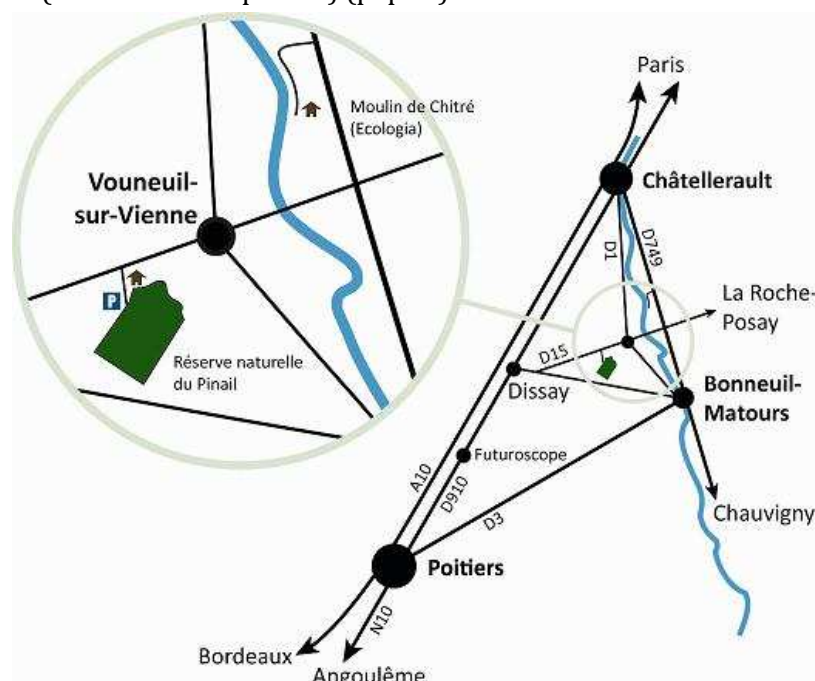 Paris
Moulin de Chitré
(Ecologia)
Vouneuil-
sur-Vienne
Châtellerault
D1
D749
La Roche-
Posay
P
Réserve naturelle
du Pinail
D15
Dissay
Bonneuil-
Matours
Futuroscope
A10
D910
D3
Chauvigny
Poitiers
N10
Bordeaux
Angoulême